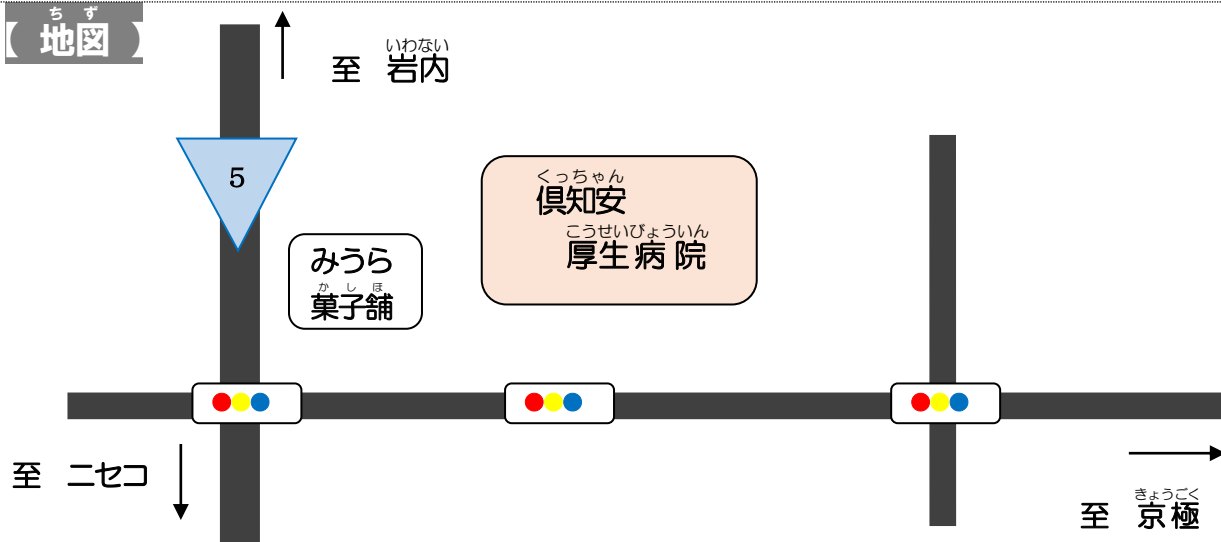 ちず
【地図】
いわない
至 岩内
5
くっちゃん
倶知安
こうせいびょういん
厚生病院
みうら
かしほ
菓子舗
至 ニセコ
きょうごく
至 京極